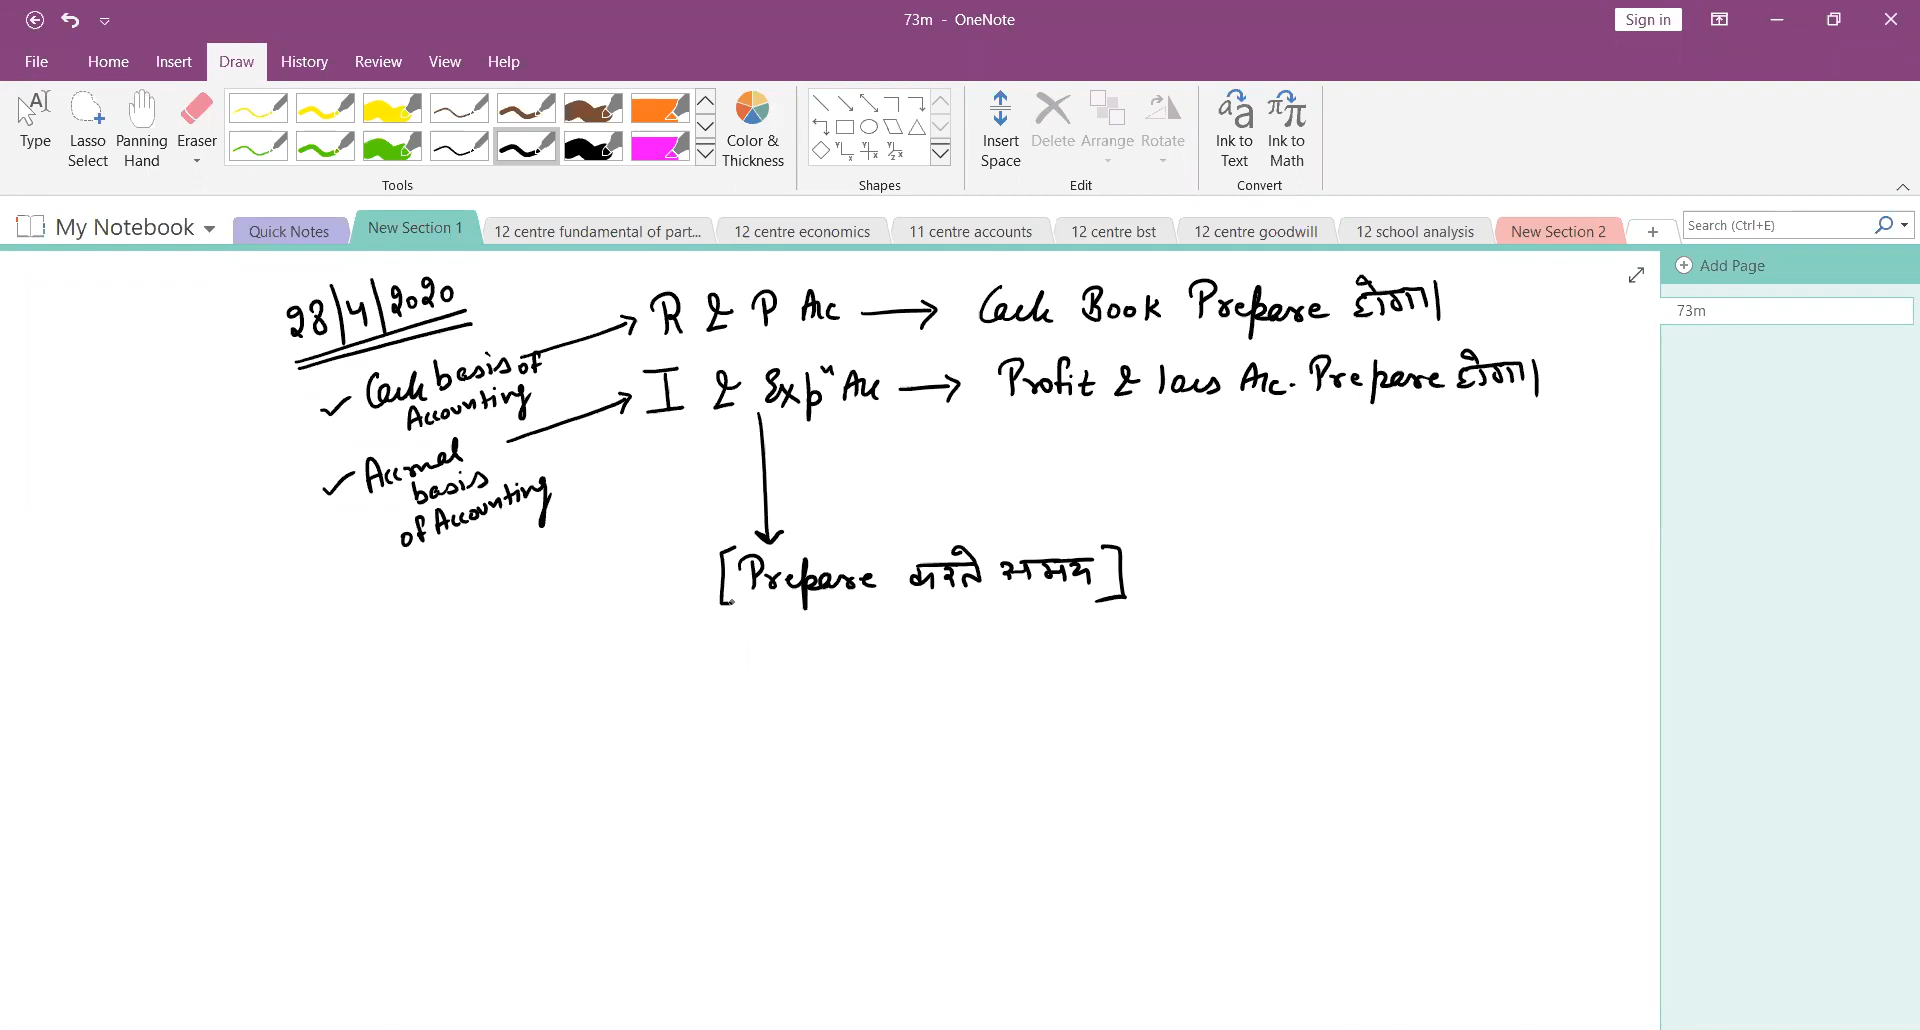 73m - OneNote
Sign in
File Home Insert Draw History Review View Help
Type
Lasso Select
Panning Hand
Eraser
Color & Thickness
Insert Space
Delete
Arrange
Rotate
Ink to Text
Ink to Math
Tools
Shapes
Edit
Convert
My Notebook
Quick Notes
New Section 1
12 centre fundamental of part...
12 centre economics
11 centre accounts
12 centre bst
12 centre goodwill
12 school analysis
New Section 2
Search (Ctrl+E)
Add Page
73m
28/4/2020
R & P A/c → Cash Book Prepare होगा।
✓ Cash basis of
Accounting
I & Expⁿ A/c → Profit & loss A/c. Prepare होगा।
✓ Accrual
basis
of Accounting
[Prepare करते समय]